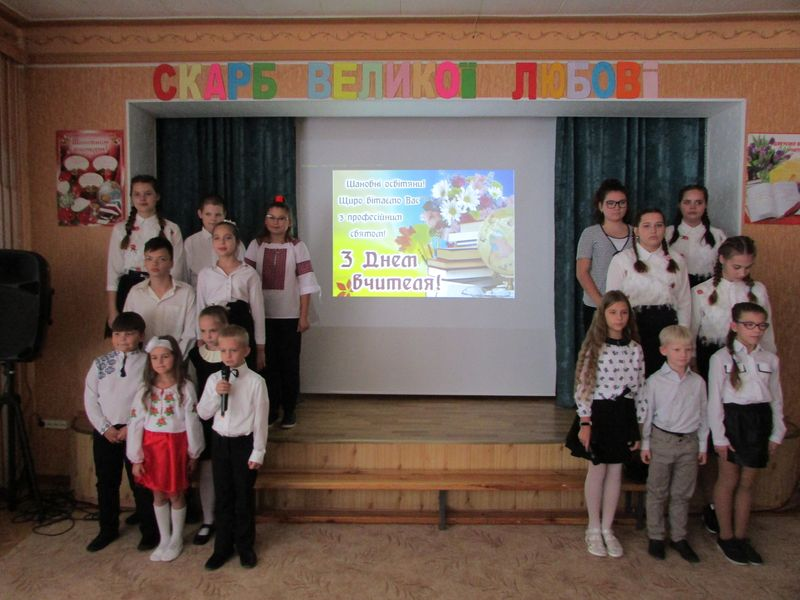 СКАРБ ВЕЛИКОЇ ЛЮБОВІ
Шановні освітяни!
Щиро вітаємо Вас
з професійним
святом!
З Днем
вчителя!